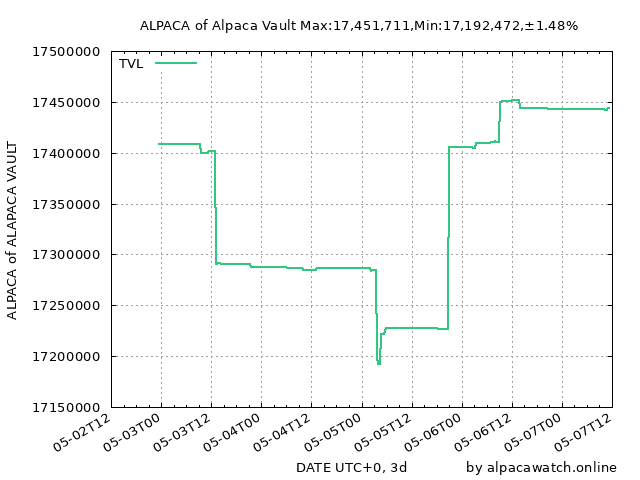 ALPACA of Alpaca Vault Max:17,451,711,Min:17,192,472,±1.48%
TVL
ALPACA of ALAPACA VAULT
17500000
17450000
17400000
17350000
17300000
17250000
17200000
17150000
05-02T12
05-03T00
05-03T12
05-04T00
05-04T12
05-05T00
05-05T12
05-06T00
05-06T12
05-07T00
05-07T12
DATE UTC+0, 3d
by alpacawatch.online